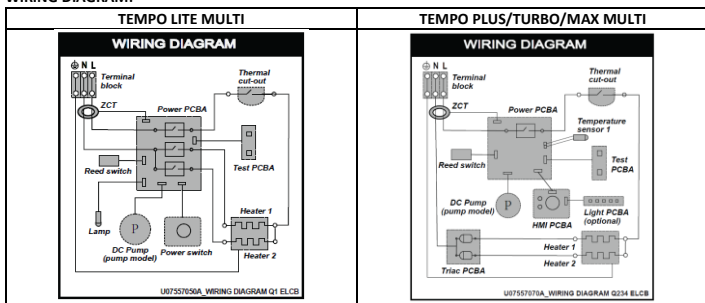 WIRING DIAGRAM:
TEMPO LITE MULTI
TEMPO PLUS/TURBO/MAX MULTI
WIRING DIAGRAM
N L
Terminal
block
Thermal
cut-out
ZCT
Power PCBA
Reed switch
Test PCBA
Lamp
P
DC Pump
(pump model)
Power switch
Heater 1
Heater 2
U07557050A_WIRING DIAGRAM Q1 ELCB
WIRING DIAGRAM
N L
Terminal
block
Thermal
cut-out
ZCT
Power PCBA
Temperature
sensor 1
Reed switch
Test
PCBA
P
DC Pump
(pump model)
HMI PCBA
Light PCBA
(optional)
Heater 1
Heater 2
Triac PCBA
U07557070A_WIRING DIAGRAM Q234 ELCB